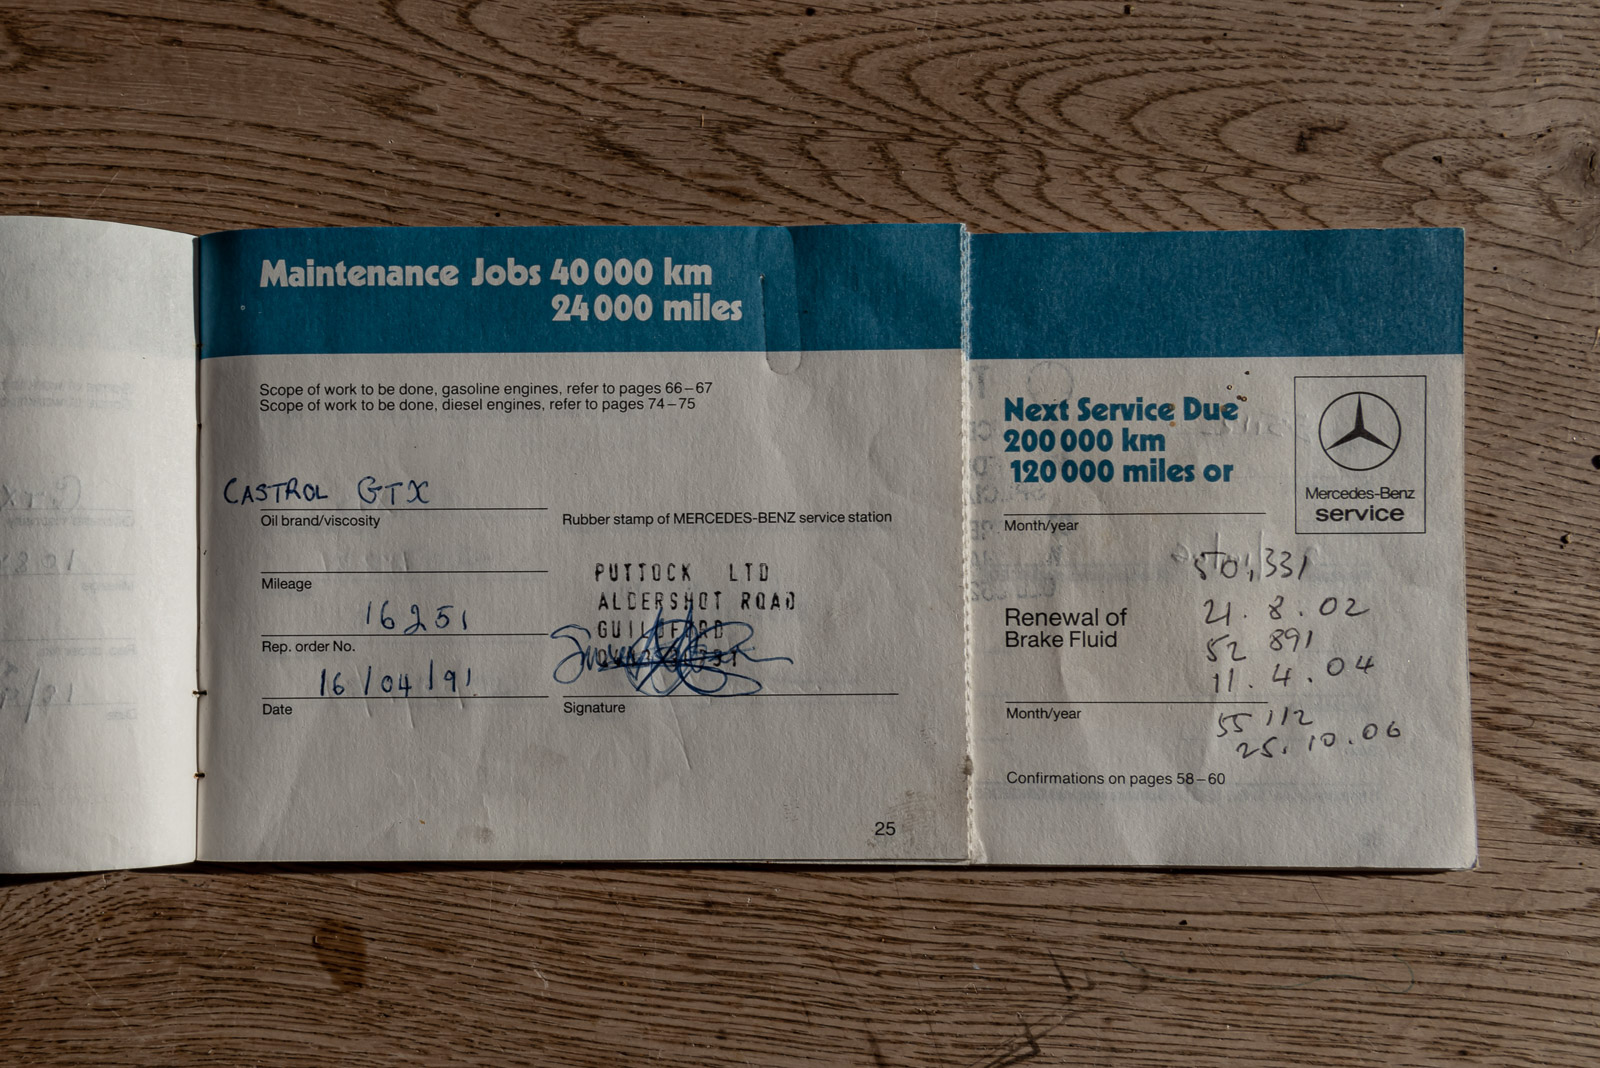 Maintenance Jobs 40 000 km
24 000 miles
Scope of work to be done, gasoline engines, refer to pages 66–67
Scope of work to be done, diesel engines, refer to pages 74–75
CASTROL GTX
Oil brand/viscosity
Rubber stamp of MERCEDES-BENZ service station
Mileage
16251
Rep. order No.
16/04/91
Date
PUTTOCK LTD
ALDERSHOT ROAD
GUILDFORD
Signature
25
Next Service Due
200 000 km
120 000 miles or
Month/year
Mercedes-Benz
service
Renewal of
Brake Fluid
21.8.02
52 891
11.4.04
Month/year
55 112
25.10.06
Confirmations on pages 58–60